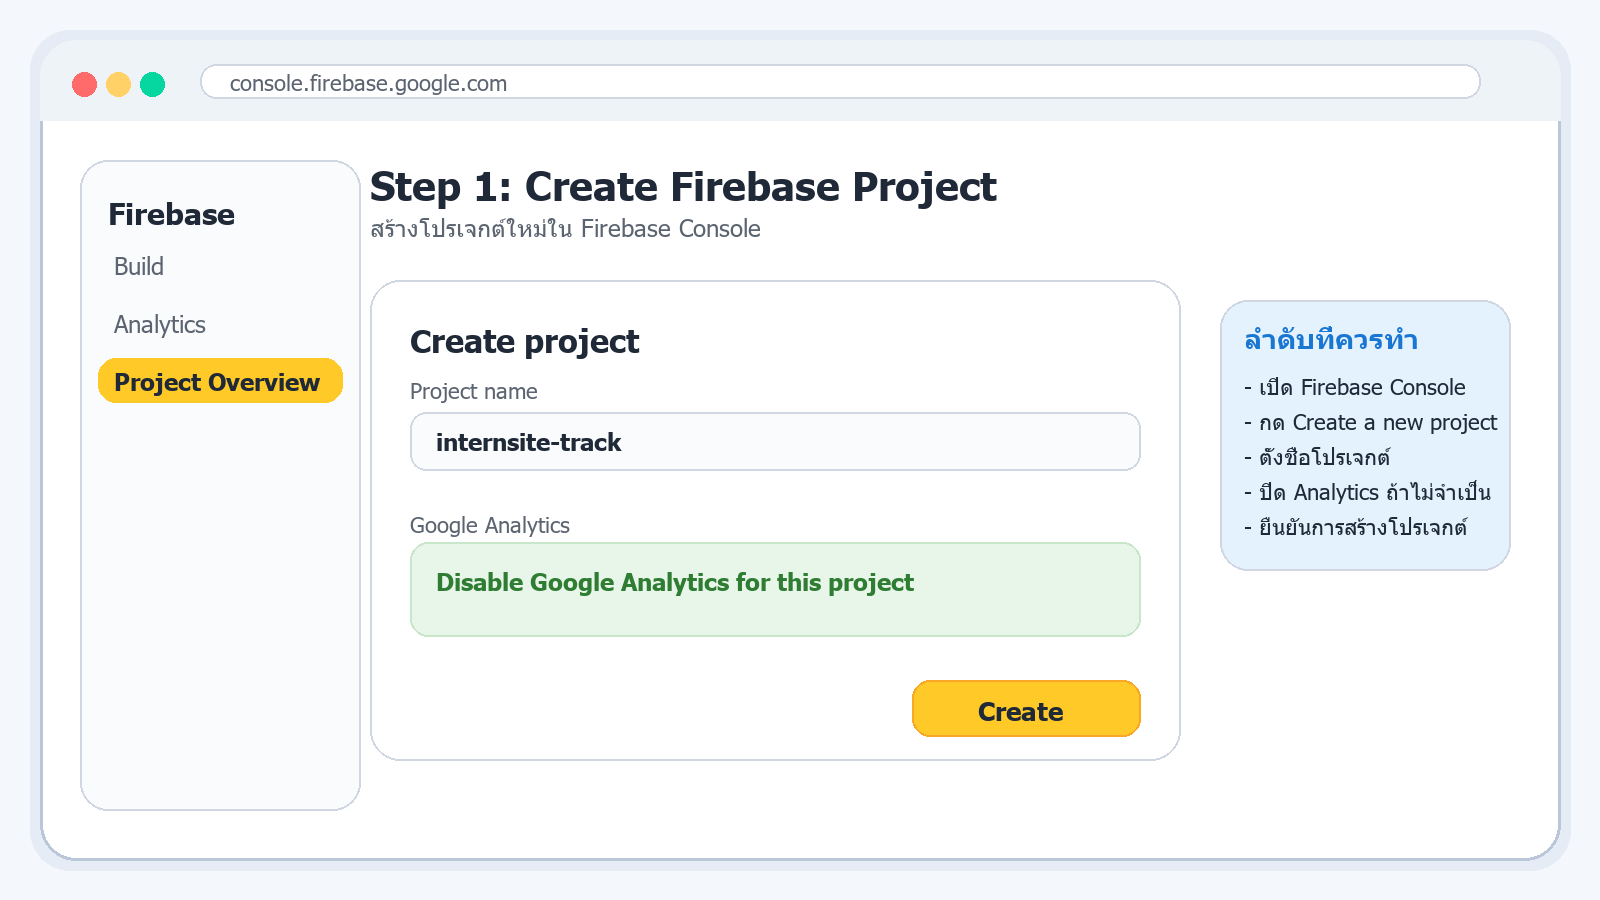 console.firebase.google.com
Firebase
Build
Analytics
Project Overview
Step 1: Create Firebase Project
สร้างโปรเจกต์ใหม่ใน Firebase Console
Create project
Project name
internsite-track
Google Analytics
Disable Google Analytics for this project
Create
ลำดับที่ควรทำ
- เปิด Firebase Console
- กด Create a new project
- ตั้งชื่อโปรเจกต์
- ปิด Analytics ถ้าไม่จำเป็น
- ยืนยันการสร้างโปรเจกต์